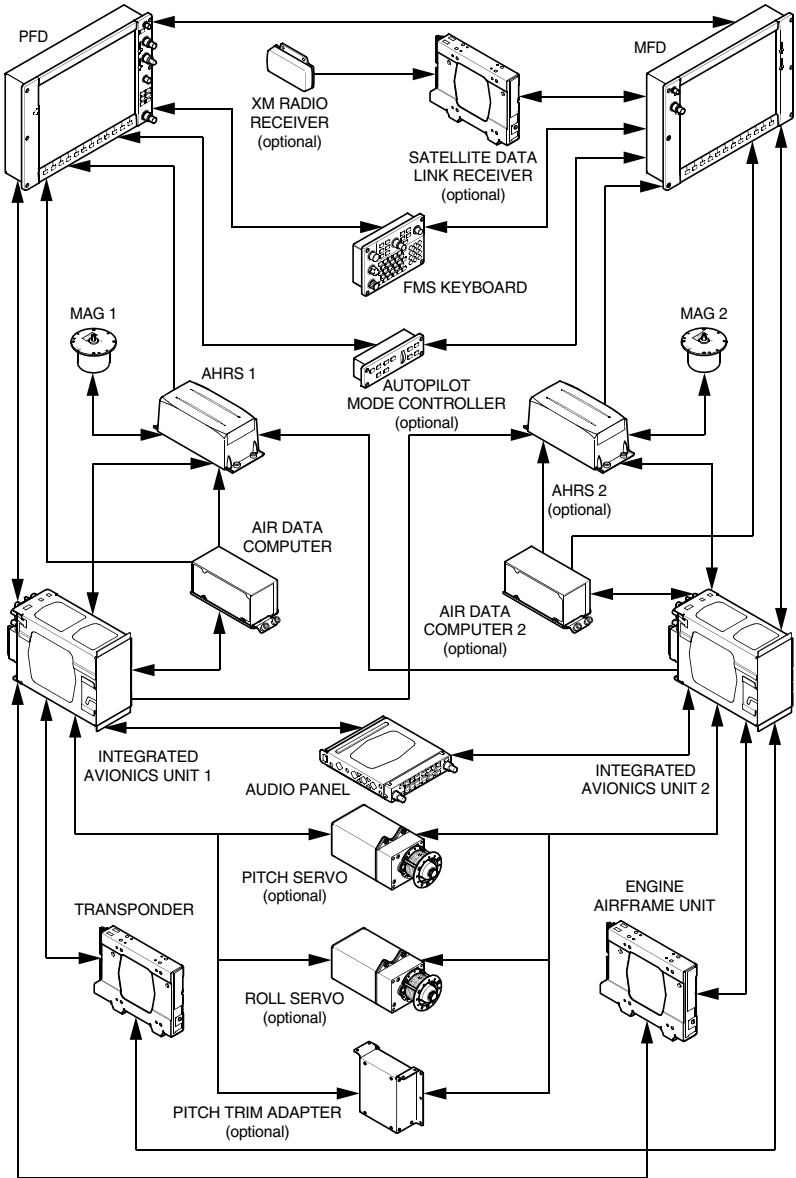 PFD
MFD
XM RADIO
RECEIVER
(optional)
SATELLITE DATA
LINK RECEIVER
(optional)
FMS KEYBOARD
MAG 1
MAG 2
AHRS 1
AUTOPILOT
MODE CONTROLLER
(optional)
AHRS 2
(optional)
AIR DATA
COMPUTER
AIR DATA
COMPUTER 2
(optional)
INTEGRATED
AVIONICS UNIT 1
AUDIO PANEL
INTEGRATED
AVIONICS UNIT 2
PITCH SERVO
(optional)
TRANSPONDER
ENGINE
AIRFRAME UNIT
ROLL SERVO
(optional)
PITCH TRIM ADAPTER
(optional)